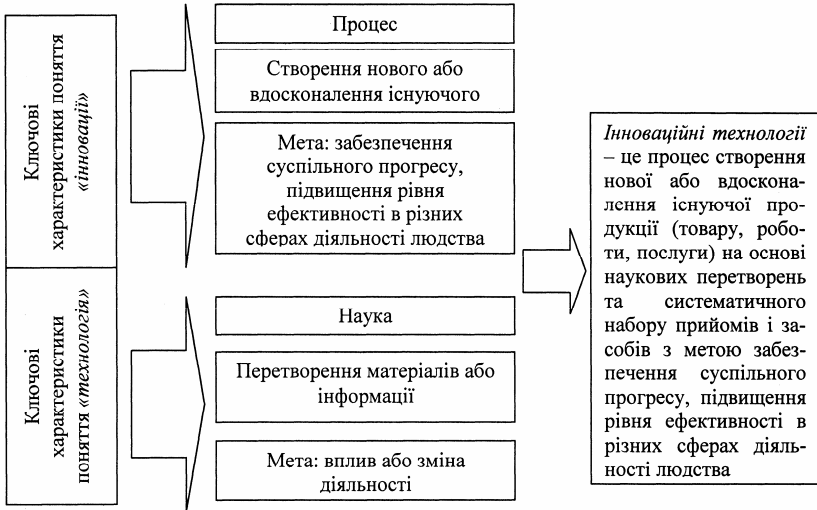 Ключові
характеристики поняття
«інновації»
Процес
Створення нового або
вдосконалення існуючого
Мета: забезпечення
суспільного прогресу,
підвищення рівня
ефективності в різних
сферах діяльності людства
Ключові
характеристики
поняття «технологія»
Наука
Перетворення матеріалів або
інформації
Мета: вплив або зміна
діяльності
Інноваційні технології
– це процес створення
нової або вдоскона-
лення існуючої про-
дукції (товару, робо-
ти, послуги) на основі
наукових перетворень
та систематичного
набору прийомів і за-
собів з метою забез-
печення суспільного
прогресу, підвищення
рівня ефективності в
різних сферах діяль-
ності людства